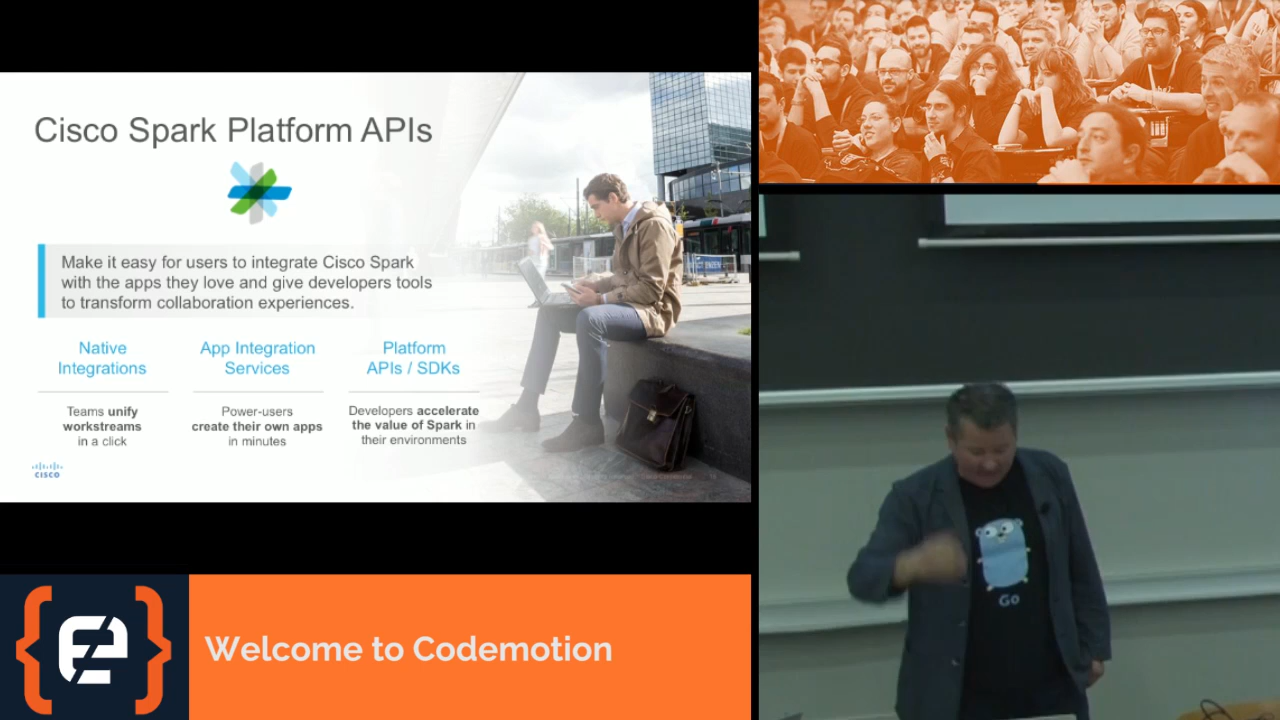 Cisco Spark Platform APIs
Make it easy for users to integrate Cisco Spark
with the apps they love and give developers tools
to transform collaboration experiences.
Native
Integrations
Teams unify
workstreams
in a click
App Integration
Services
Power-users
create their own apps
in minutes
Platform
APIs / SDKs
Developers accelerate
the value of Spark in
their environments
CISCO
Welcome to Codemotion
Go